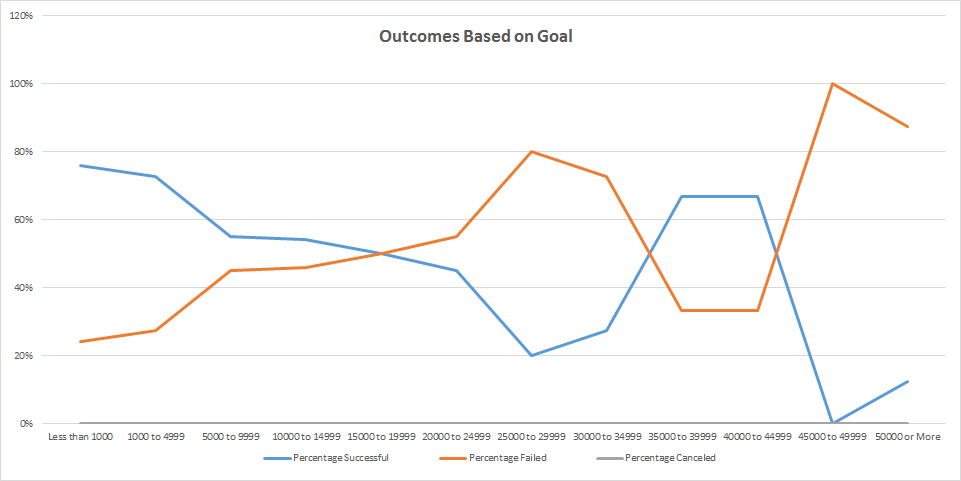 Outcomes Based on Goal
120%
100%
80%
60%
40%
20%
0%
Less than 1000 1000 to 4999 5000 to 9999 10000 to 14999 15000 to 19999 20000 to 24999 25000 to 29999 30000 to 34999 35000 to 39999 40000 to 44999 45000 to 49999 50000 or More
Percentage Successful Percentage Failed Percentage Canceled